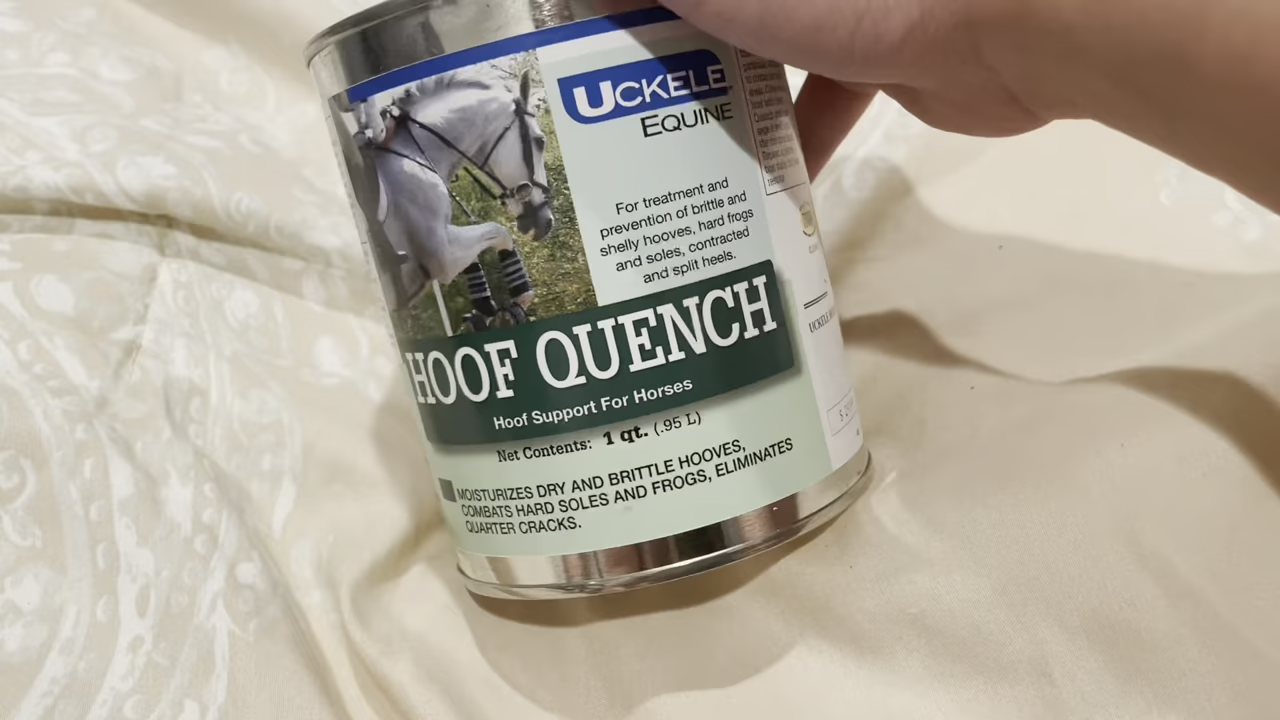 UCKELE
EQUINE
For treatment and
prevention of brittle and
shelly hooves, hard frogs
and soles, contracted
and split heels.
HOOF QUENCH
Hoof Support For Horses
Net Contents: 1 qt. (.95 L)
MOISTURIZES DRY AND BRITTLE HOOVES,
COMBATS HARD SOLES AND FROGS, ELIMINATES
QUARTER CRACKS.
UCKELE